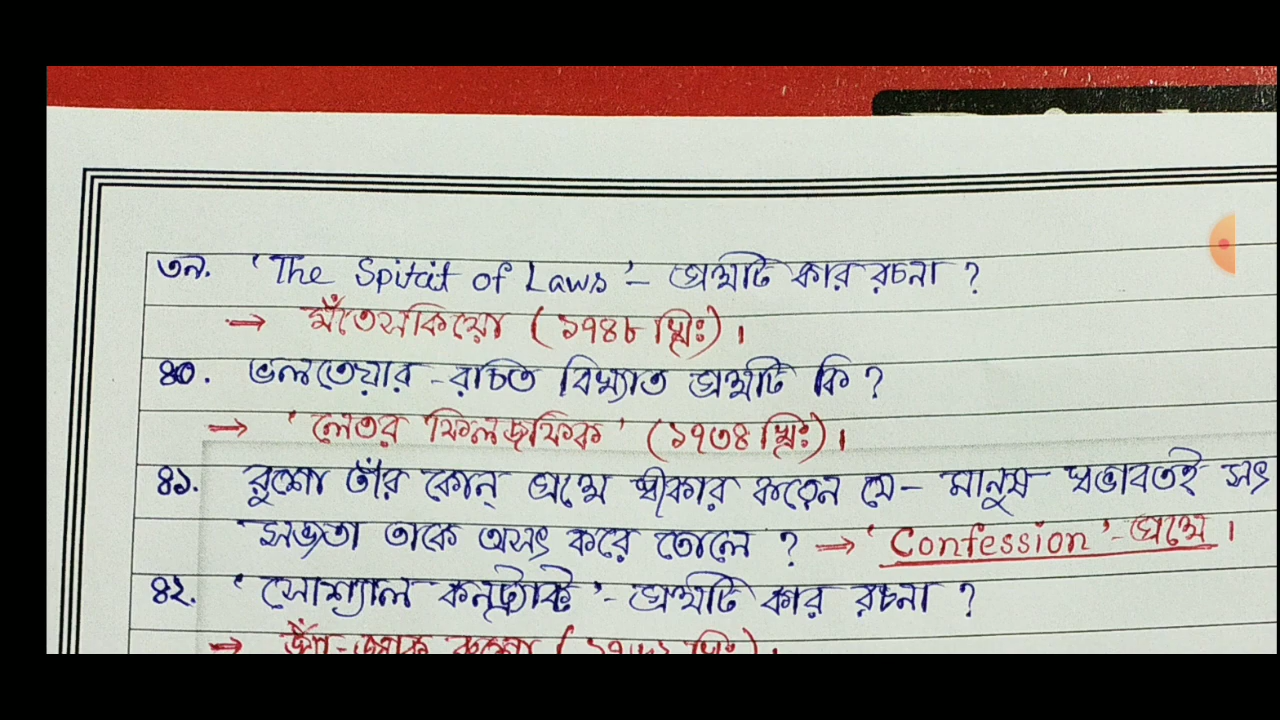 ৩৯. 'The Spirit of Laws' – গ্রন্থটি কার রচনা ?
→ মঁতেসকিয়ো (১৭৪৮ খ্রিঃ)।
৪০. ভলতেয়ার - রচিত বিখ্যাত গ্রন্থটি কি ?
→ 'লেতর ফিলজফিক' (১৭৩৪ খ্রিঃ)।
৪১. রুশো তাঁর কোন্ গ্রন্থে স্বীকার করেন যে – মানুষ স্বভাবতই সৎ
সভ্যতা তাকে অসৎ করে তোলে ? → 'Confession' - গ্রন্থে।
৪২. 'সোশ্যাল কনট্র্যাক্ট' - গ্রন্থটি কার রচনা ?
→ জ্যাঁ-জ্যাক রুশো (